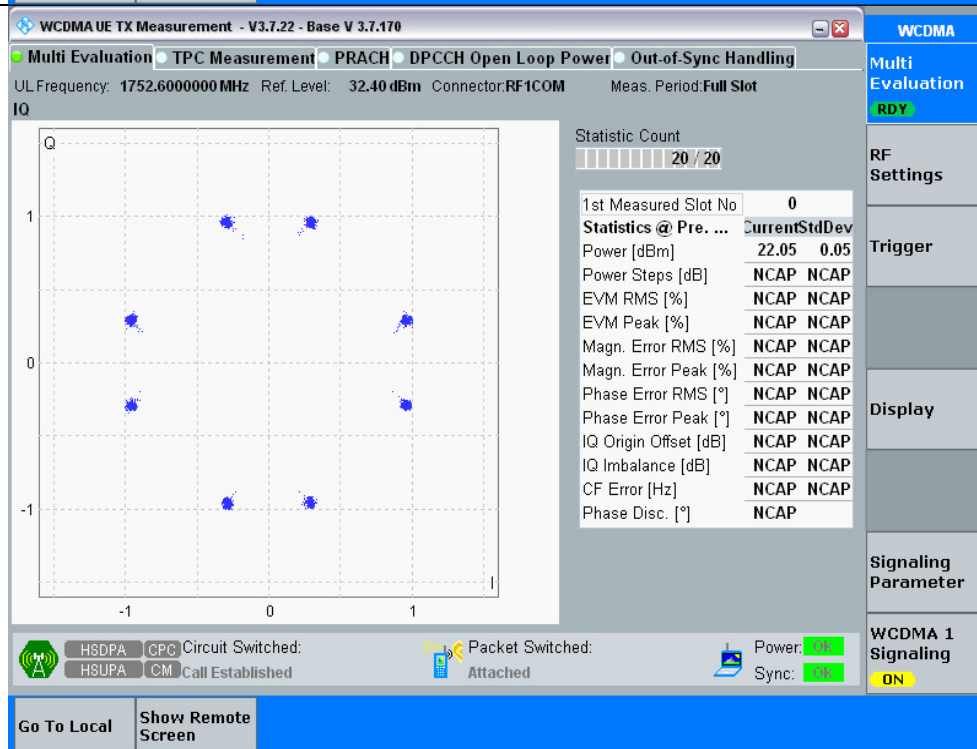 WCDMA UE TX Measurement - V3.7.22 - Base V 3.7.170
Multi Evaluation TPC Measurement PRACH DPCCH Open Loop Power Out-of-Sync Handling
UL Frequency: 1752.6000000 MHz Ref. Level: 32.40 dBm Connector:RF1COM Meas. Period:Full Slot
IQ
Q
1
0
-1
-1 0 1
I
Statistic Count
20 / 20
1st Measured Slot No 0
Statistics @ Pre. ... Current StdDev
Power [dBm] 22.05 0.05
Power Steps [dB] NCAP NCAP
EVM RMS [%] NCAP NCAP
EVM Peak [%] NCAP NCAP
Magn. Error RMS [%] NCAP NCAP
Magn. Error Peak [%] NCAP NCAP
Phase Error RMS [°] NCAP NCAP
Phase Error Peak [°] NCAP NCAP
IQ Origin Offset [dB] NCAP NCAP
IQ Imbalance [dB] NCAP NCAP
CF Error [Hz] NCAP NCAP
Phase Disc. [°] NCAP
HSDPA CPC Circuit Switched: Packet Switched: Power: Ok
HSUPA CM Call Established Attached Sync: Ok
WCDMA
Multi
Evaluation
RDY
RF
Settings
Trigger
Display
Signaling
Parameter
WCDMA 1
Signaling
ON
Go To Local
Show Remote
Screen